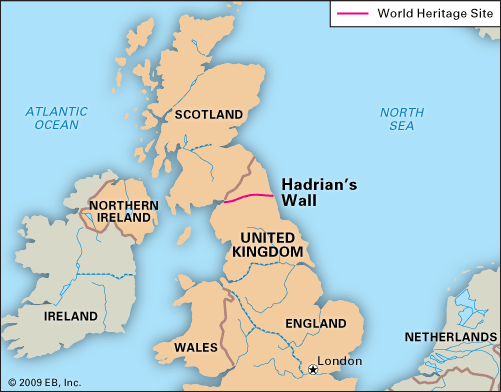 World Heritage Site
ATLANTIC
OCEAN
SCOTLAND
NORTH
SEA
Hadrian's
Wall
NORTHERN
IRELAND
UNITED
KINGDOM
IRELAND
ENGLAND
WALES
London
NETHERLANDS
© 2009 EB, Inc.